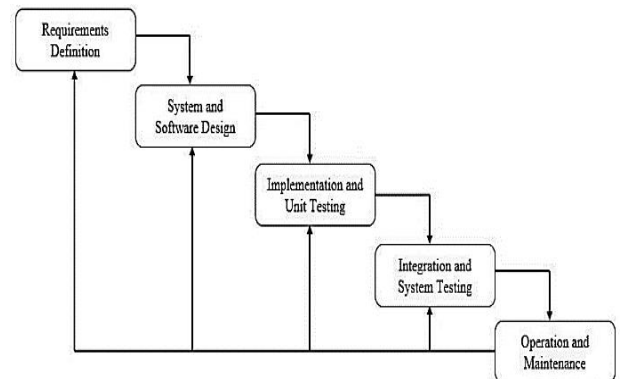 Requirements
Definition
System and
Software Design
Implementation and
Unit Testing
Integration and
System Testing
Operation and
Maintenance